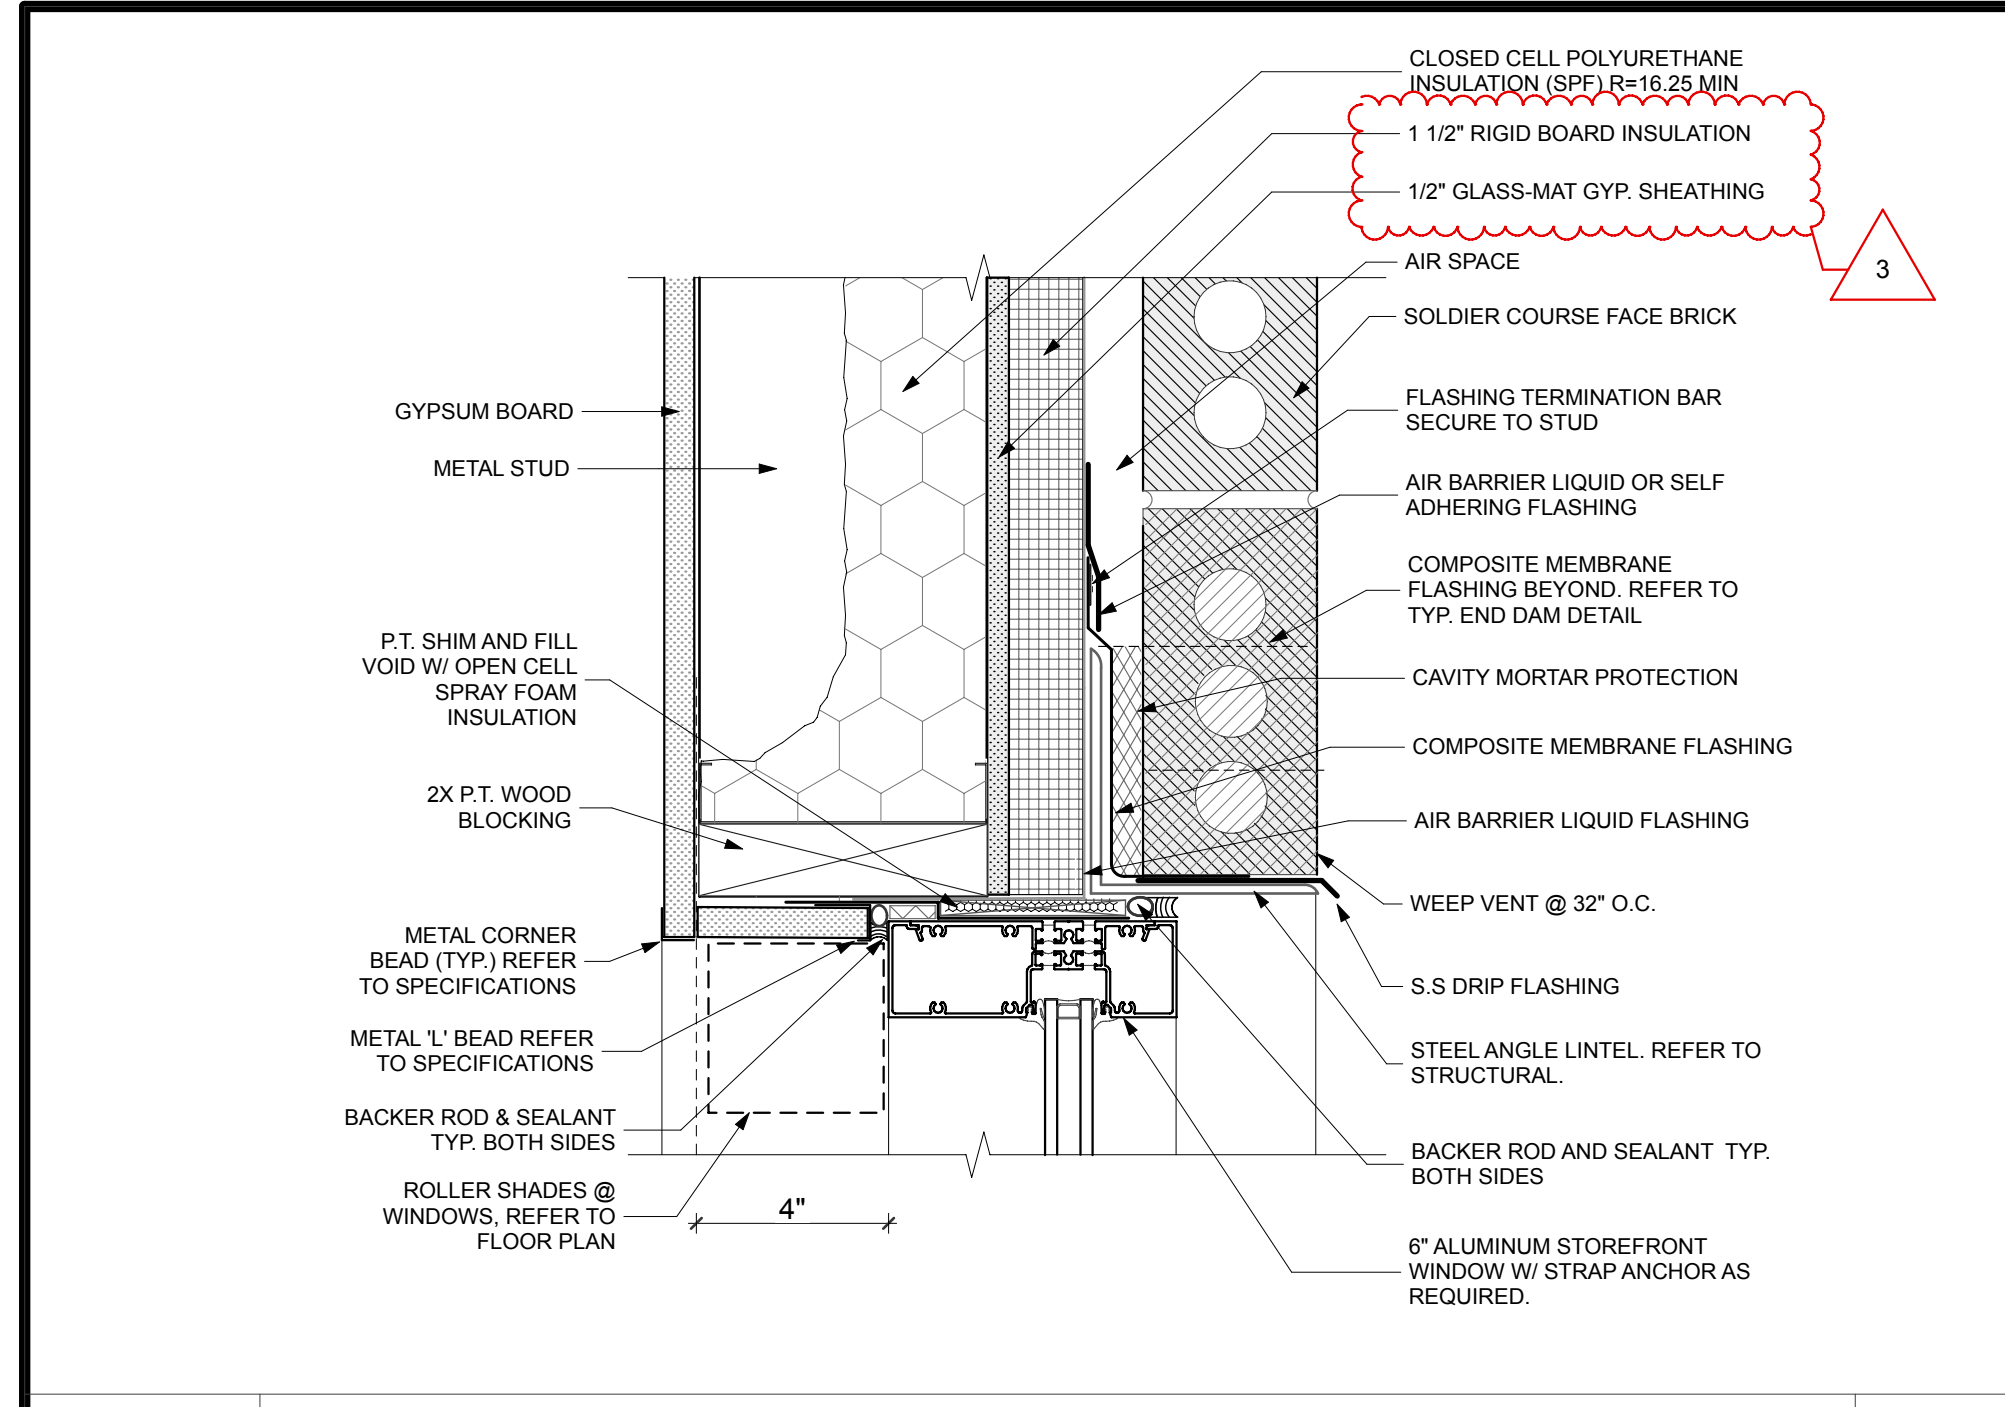 CLOSED CELL POLYURETHANE
INSULATION (SPF) R=16.25 MIN
1 1/2" RIGID BOARD INSULATION
1/2" GLASS-MAT GYP. SHEATHING
3
AIR SPACE
SOLDIER COURSE FACE BRICK
FLASHING TERMINATION BAR
SECURE TO STUD
AIR BARRIER LIQUID OR SELF
ADHERING FLASHING
COMPOSITE MEMBRANE
FLASHING BEYOND. REFER TO
TYP. END DAM DETAIL
CAVITY MORTAR PROTECTION
COMPOSITE MEMBRANE FLASHING
AIR BARRIER LIQUID FLASHING
WEEP VENT @ 32" O.C.
S.S DRIP FLASHING
STEEL ANGLE LINTEL. REFER TO
STRUCTURAL.
BACKER ROD AND SEALANT TYP.
BOTH SIDES
6" ALUMINUM STOREFRONT
WINDOW W/ STRAP ANCHOR AS
REQUIRED.
GYPSUM BOARD
METAL STUD
P.T. SHIM AND FILL
VOID W/ OPEN CELL
SPRAY FOAM
INSULATION
2X P.T. WOOD
BLOCKING
METAL CORNER
BEAD (TYP.) REFER
TO SPECIFICATIONS
METAL 'L' BEAD REFER
TO SPECIFICATIONS
BACKER ROD & SEALANT
TYP. BOTH SIDES
ROLLER SHADES @
WINDOWS, REFER TO
FLOOR PLAN
4"